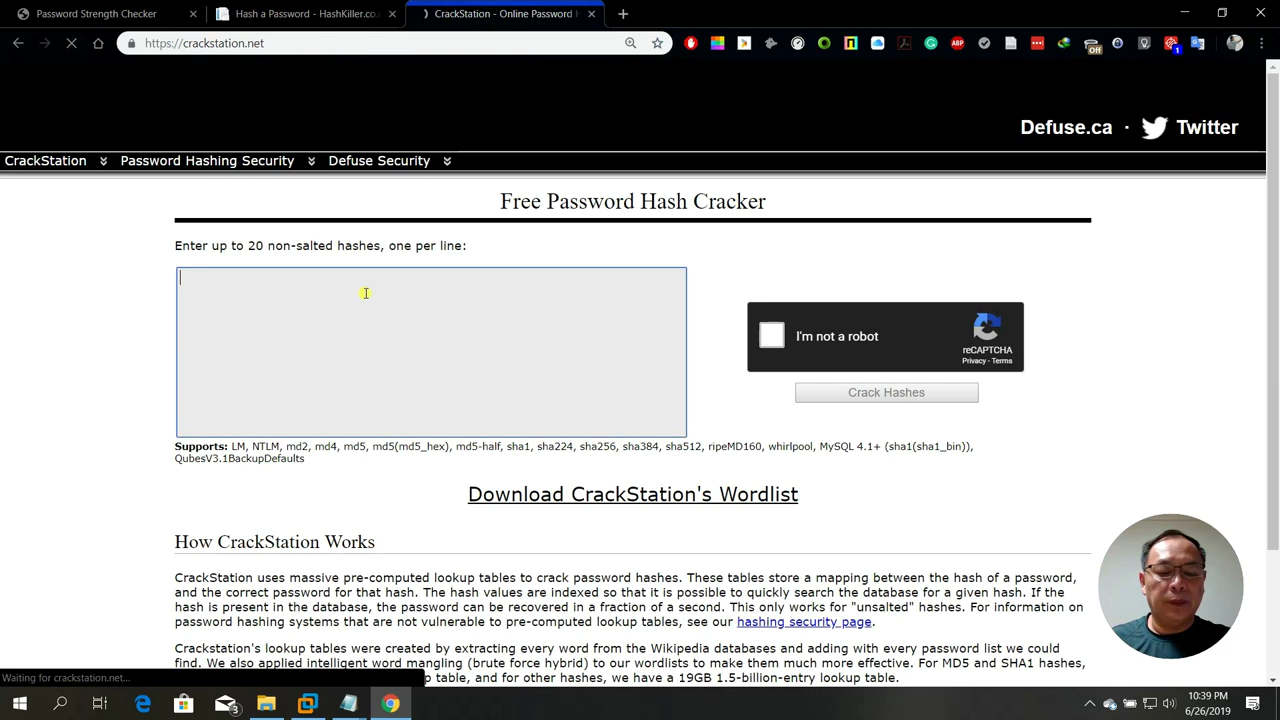 Password Strength Checker
Hash a Password - HashKiller.co.
CrackStation - Online Password H
https://crackstation.net
ABP
Off
1
Defuse.ca · Twitter
CrackStation Password Hashing Security Defuse Security
Free Password Hash Cracker
Enter up to 20 non-salted hashes, one per line:
I'm not a robot
reCAPTCHA
Privacy - Terms
Crack Hashes
Supports: LM, NTLM, md2, md4, md5, md5(md5_hex), md5-half, sha1, sha224, sha256, sha384, sha512, ripeMD160, whirlpool, MySQL 4.1+ (sha1(sha1_bin)),
QubesV3.1BackupDefaults
Download CrackStation's Wordlist
How CrackStation Works
CrackStation uses massive pre-computed lookup tables to crack password hashes. These tables store a mapping between the hash of a password,
and the correct password for that hash. The hash values are indexed so that it is possible to quickly search the database for a given hash. If the
hash is present in the database, the password can be recovered in a fraction of a second. This only works for "unsalted" hashes. For information on
password hashing systems that are not vulnerable to pre-computed lookup tables, see our hashing security page.
Crackstation's lookup tables were created by extracting every word from the Wikipedia databases and adding with every password list we could
find. We also applied intelligent word mangling (brute force hybrid) to our wordlists to make them much more effective. For MD5 and SHA1 hashes,
up table, and for other hashes, we have a 19GB 1.5-billion-entry lookup table.
Waiting for crackstation.net...
3
10:39 PM
6/26/2019